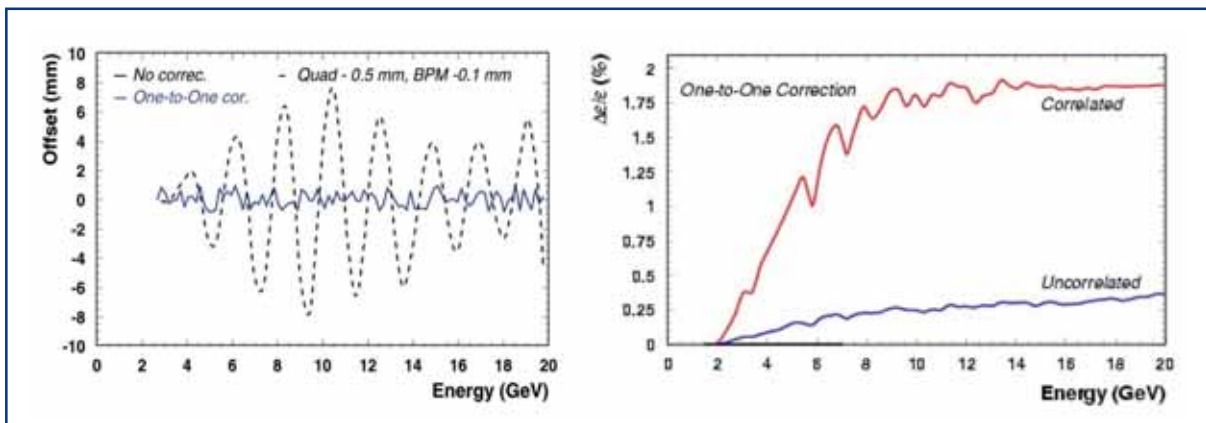 10
8
6
4
2
0
-2
-4
-6
-8
-10
Offset (mm)
No correc.
Quad - 0.5 mm, BPM -0.1 mm
One-to-One cor.
0 2 4 6 8 10 12 14 16 18 20
Energy (GeV)
Δε/ε (%)
2
1.75
1.5
1.25
1
0.75
0.5
0.25
0
One-to-One Correction
Correlated
Uncorrelated
0 2 4 6 8 10 12 14 16 18 20
Energy (GeV)